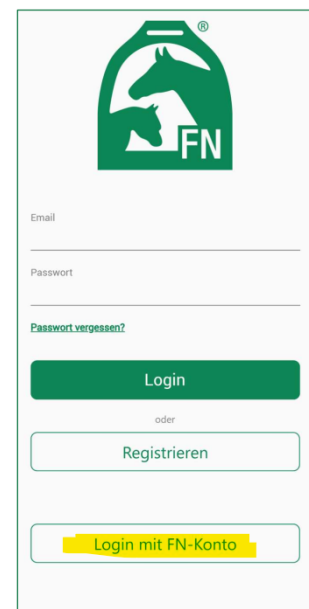 ®
FN
Email
Passwort
Passwort vergessen?
Login
oder
Registrieren
Login mit FN-Konto